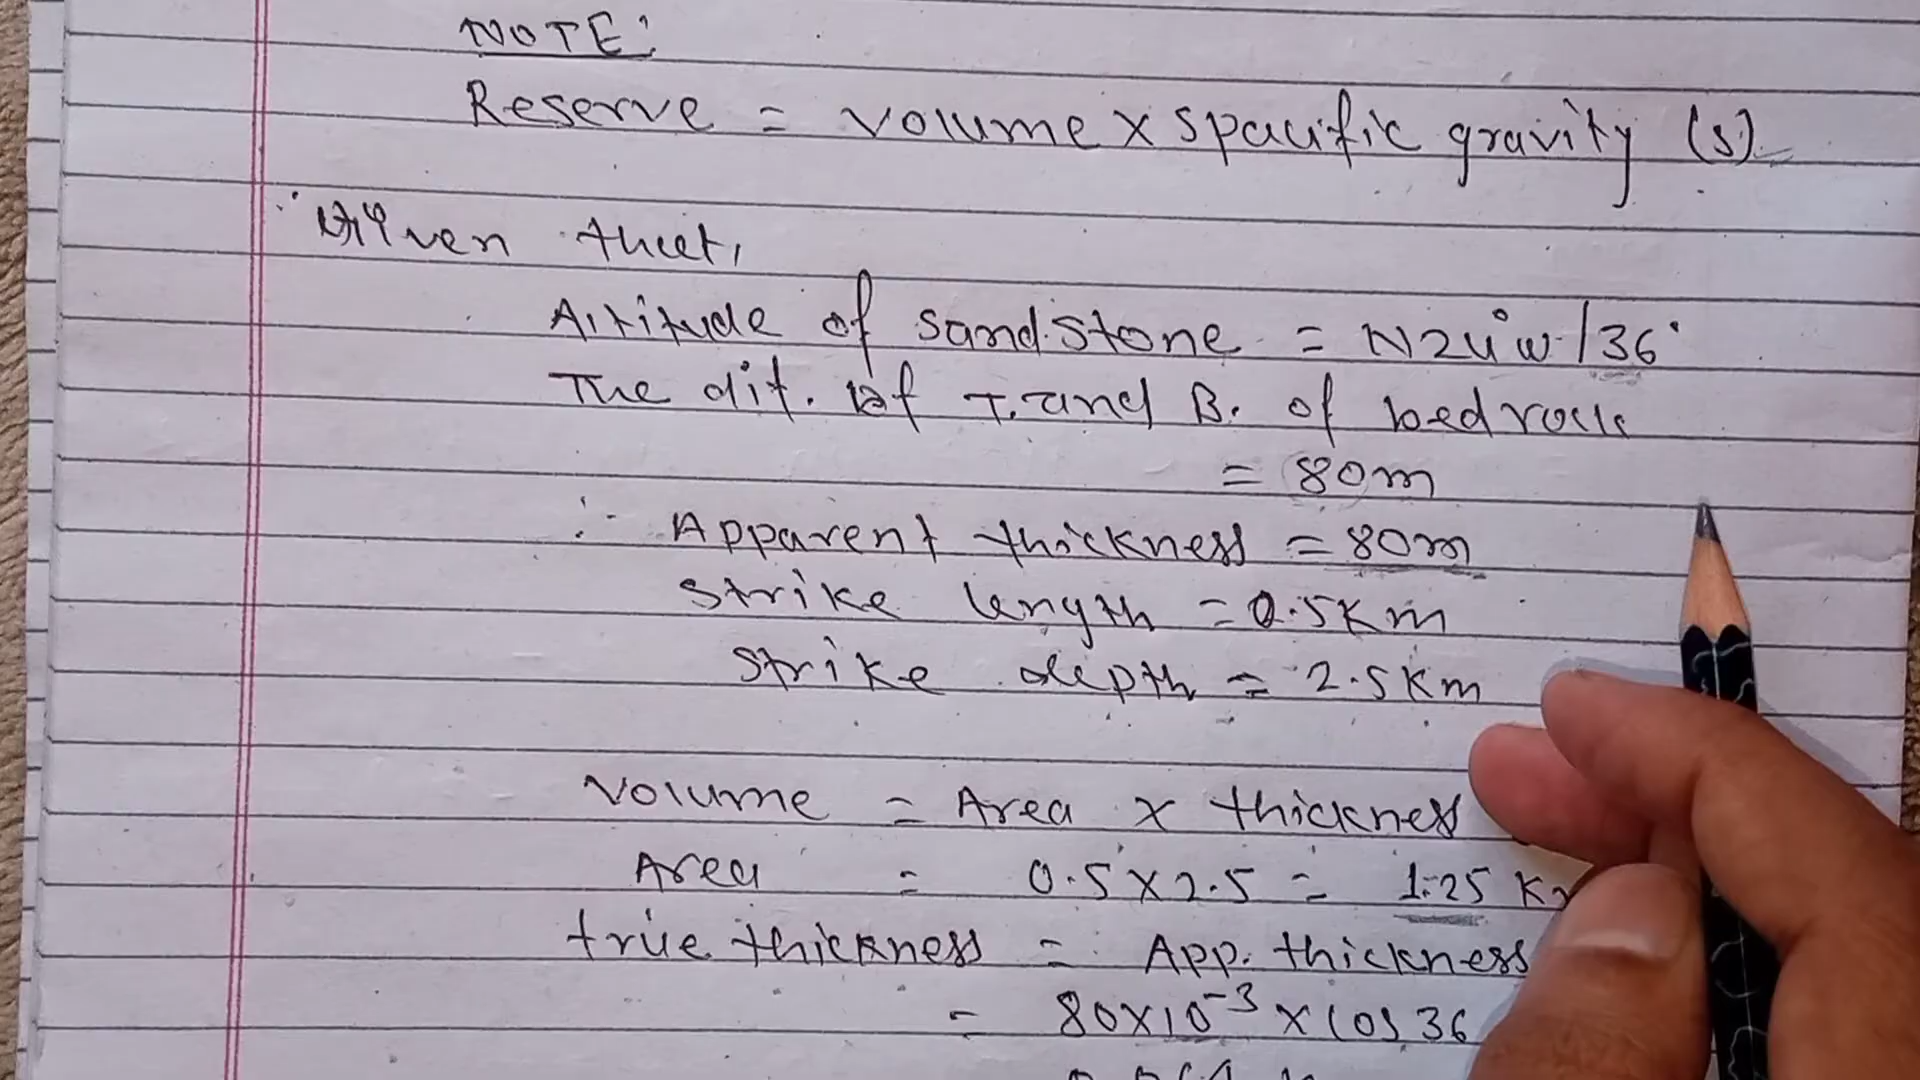 NOTE:
Reserve = volume x spacific gravity (s)
∵ Given that,
Altitude of sandstone = N24°W/36°
The dif. of T. and B. of bedrock
= 80m
∴ Apparent thickness = 80m
Strike length = 0.5Km
Strike depth = 2.5Km
Volume = Area x thickness
Area = 0.5x2.5 = 1.25
true thickness = App. thickness
= 80x10⁻³ x Cos 36